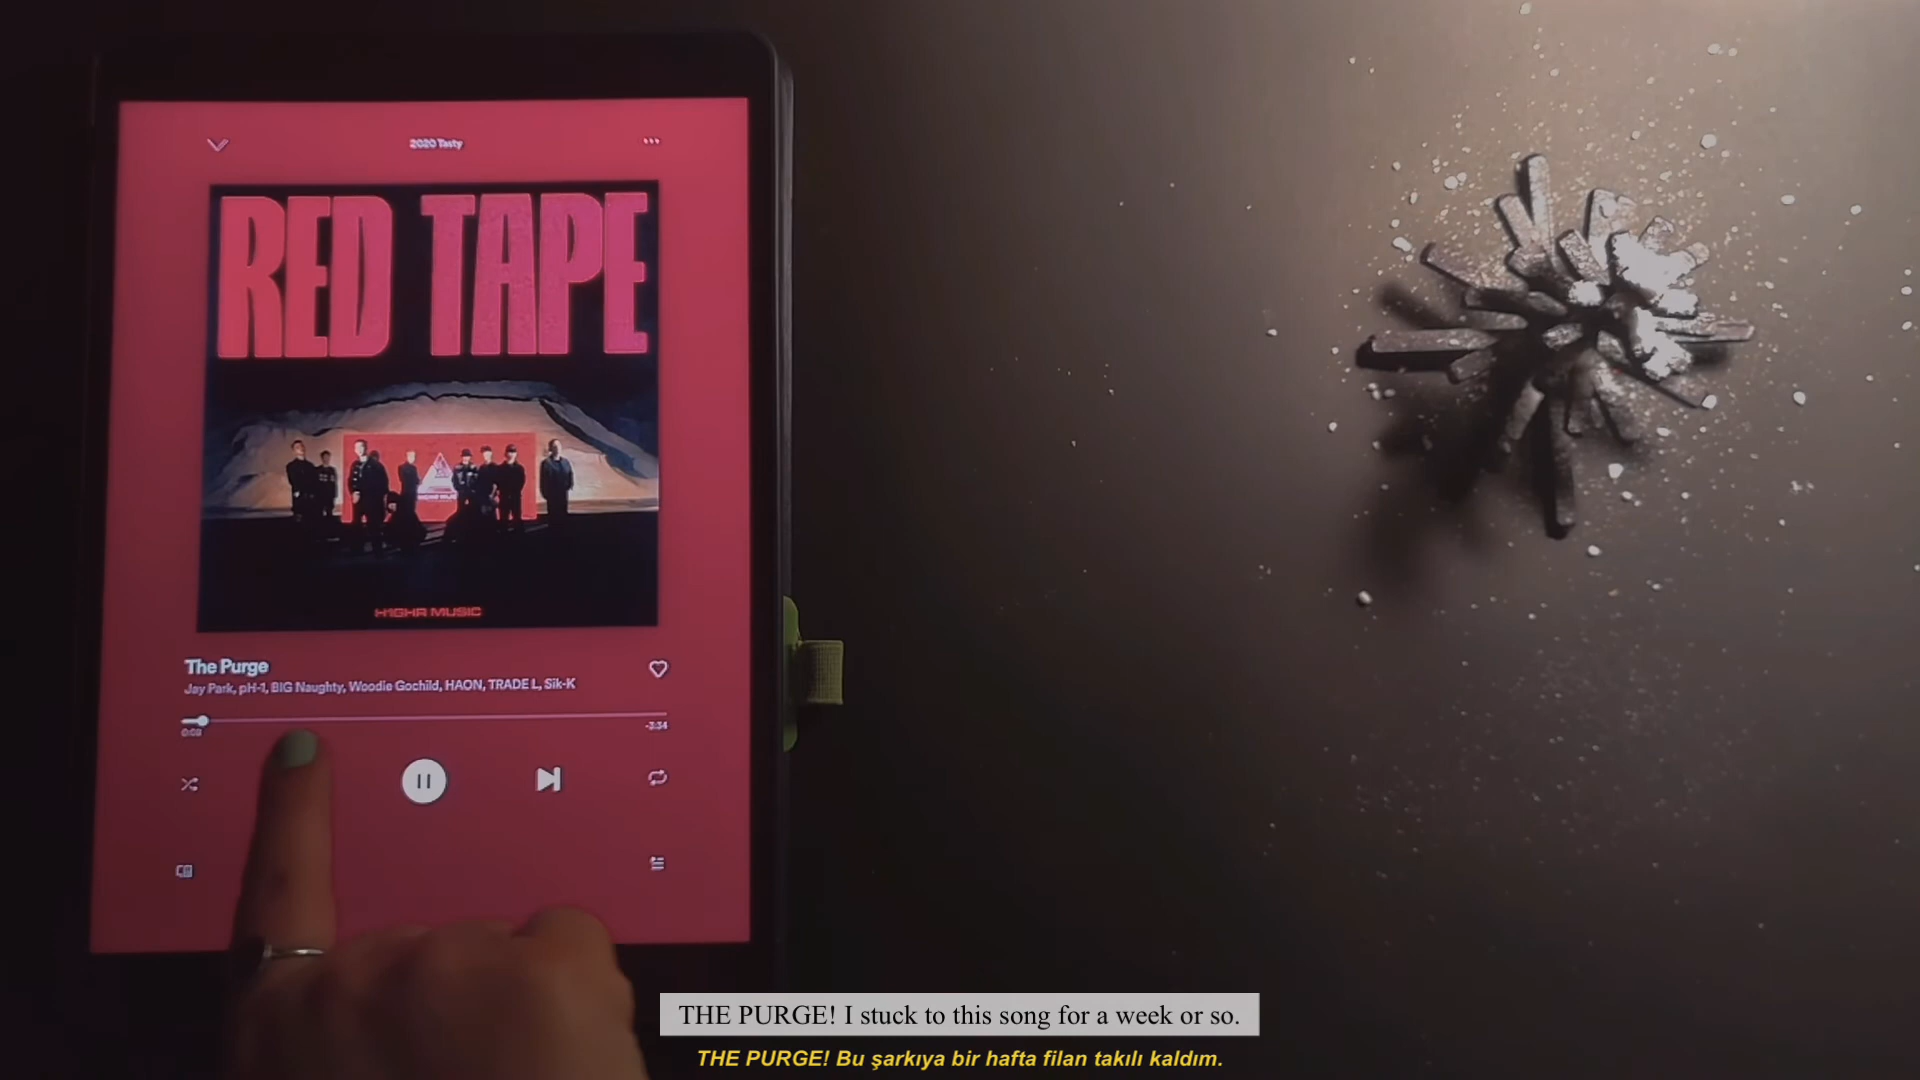 2020 Tasty
RED TAPE
H1GHR MUSIC
The Purge
Jay Park, pH-1, BIG Naughty, Woodie Gochild, HAON, TRADE L, Sik-K
-3:34
THE PURGE! I stuck to this song for a week or so.
THE PURGE! Bu şarkıya bir hafta filan takılı kaldım.